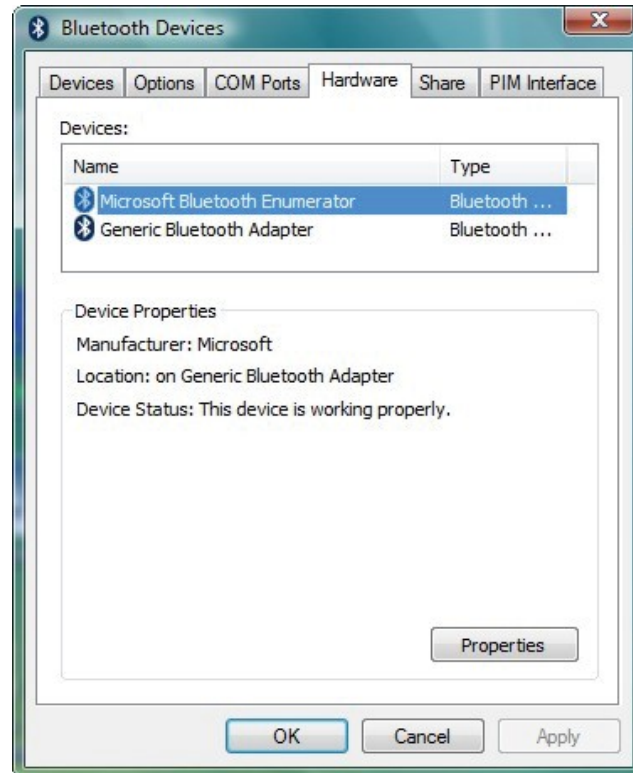 Bluetooth Devices
Devices Options COM Ports Hardware Share PIM Interface
Devices:
Name Type
Microsoft Bluetooth Enumerator Bluetooth ...
Generic Bluetooth Adapter Bluetooth ...
Device Properties
Manufacturer: Microsoft
Location: on Generic Bluetooth Adapter
Device Status: This device is working properly.
Properties
OK Cancel Apply